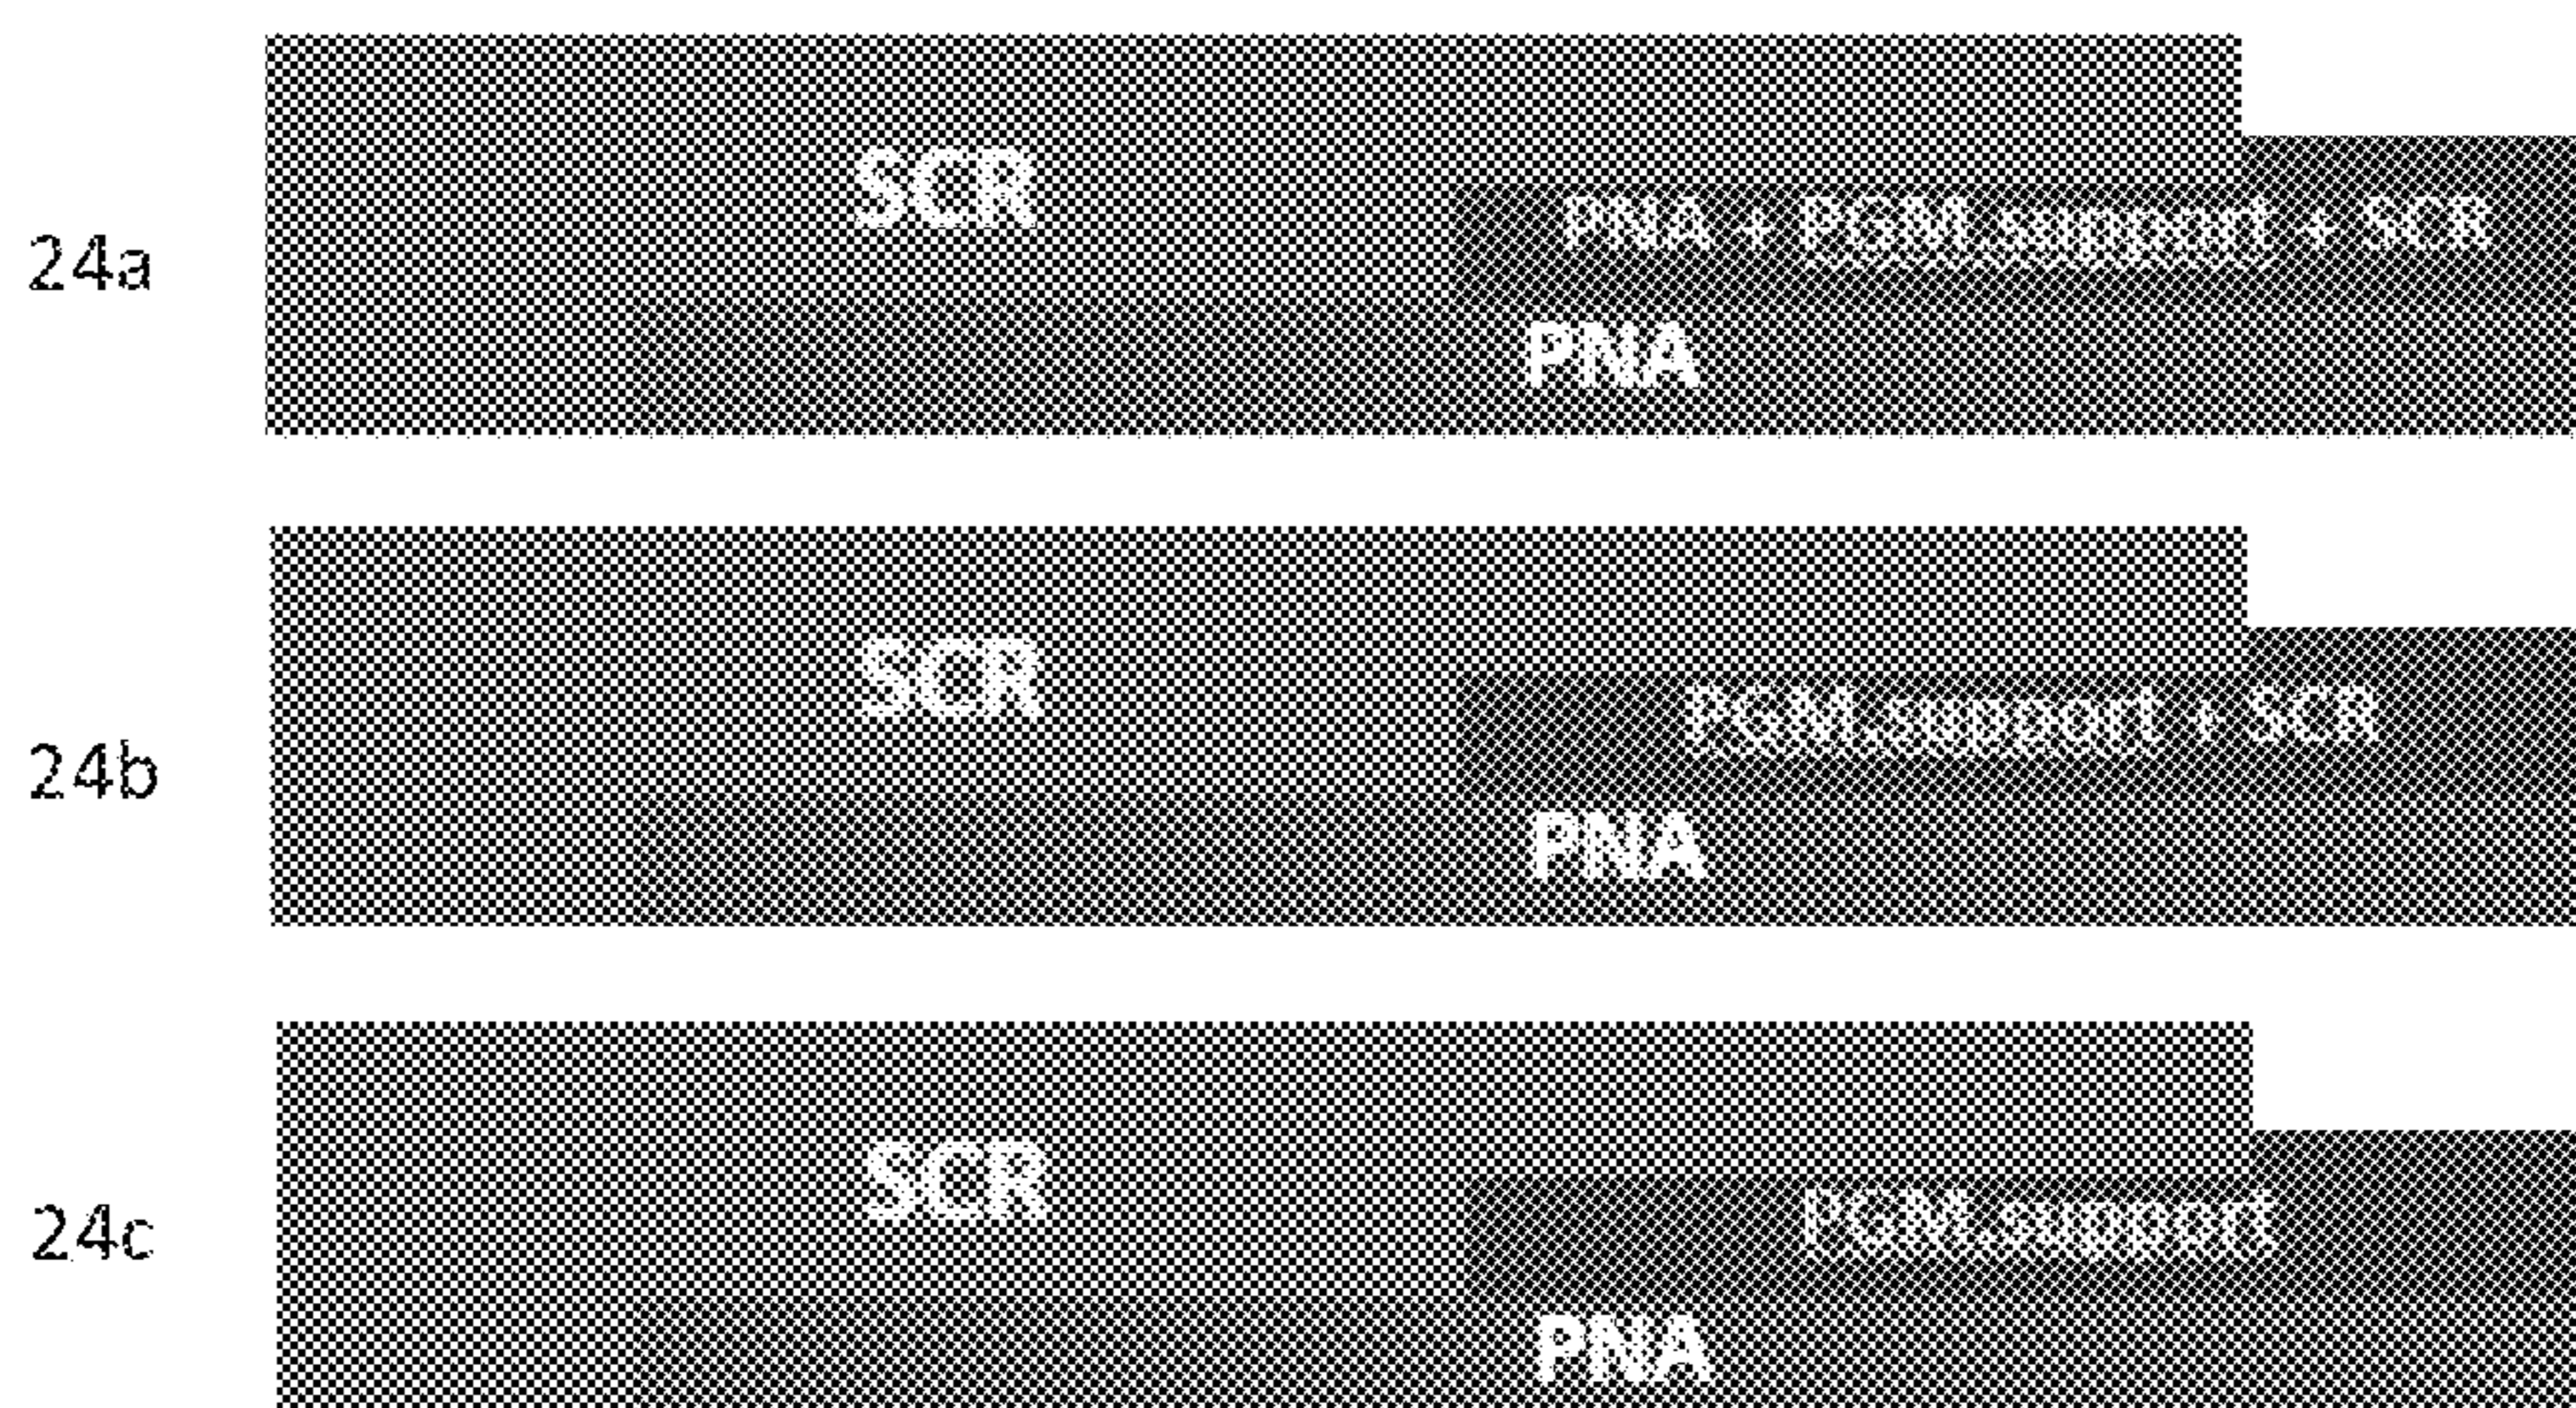 SCR
PNA + PGM.support + SCR
24a
PNA
SCR
PGM.support + SCR
24b
PNA
SCR
PGM.support
24c
PNA